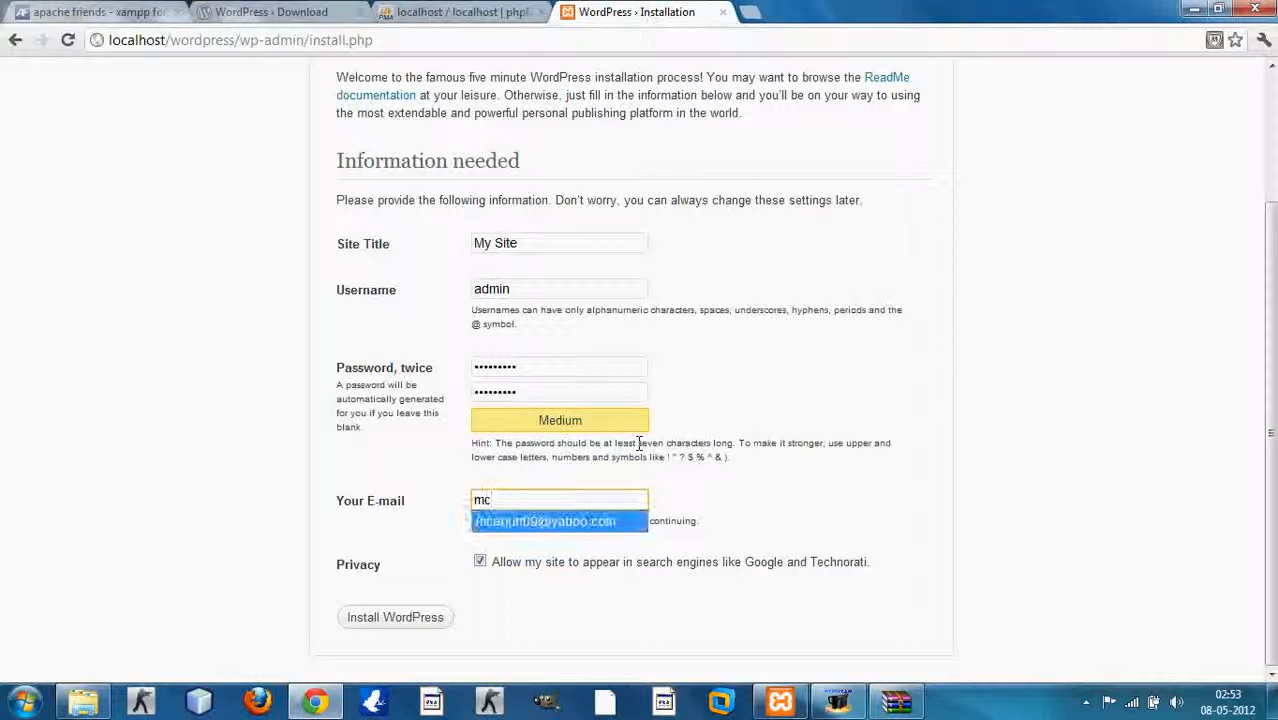 apache friends - xampp for
WordPress › Download
localhost / localhost | phpl
WordPress › Installation
localhost/wordpress/wp-admin/install.php
Welcome to the famous five minute WordPress installation process! You may want to browse the ReadMe
documentation at your leisure. Otherwise, just fill in the information below and you'll be on your way to using
the most extendable and powerful personal publishing platform in the world.
Information needed
Please provide the following information. Don't worry, you can always change these settings later.
Site Title
My Site
Username
admin
Usernames can have only alphanumeric characters, spaces, underscores, hyphens, periods and the
@ symbol.
Password, twice
A password will be
automatically generated
for you if you leave this
blank
•••••••••
•••••••••
Medium
Hint: The password should be at least seven characters long. To make it stronger, use upper and
lower case letters, numbers and symbols like ! " ? $ % ^ & ).
Your E-mail
mc
continuing.
Privacy
Allow my site to appear in search engines like Google and Technorati.
Install WordPress
02:53
08-05-2012